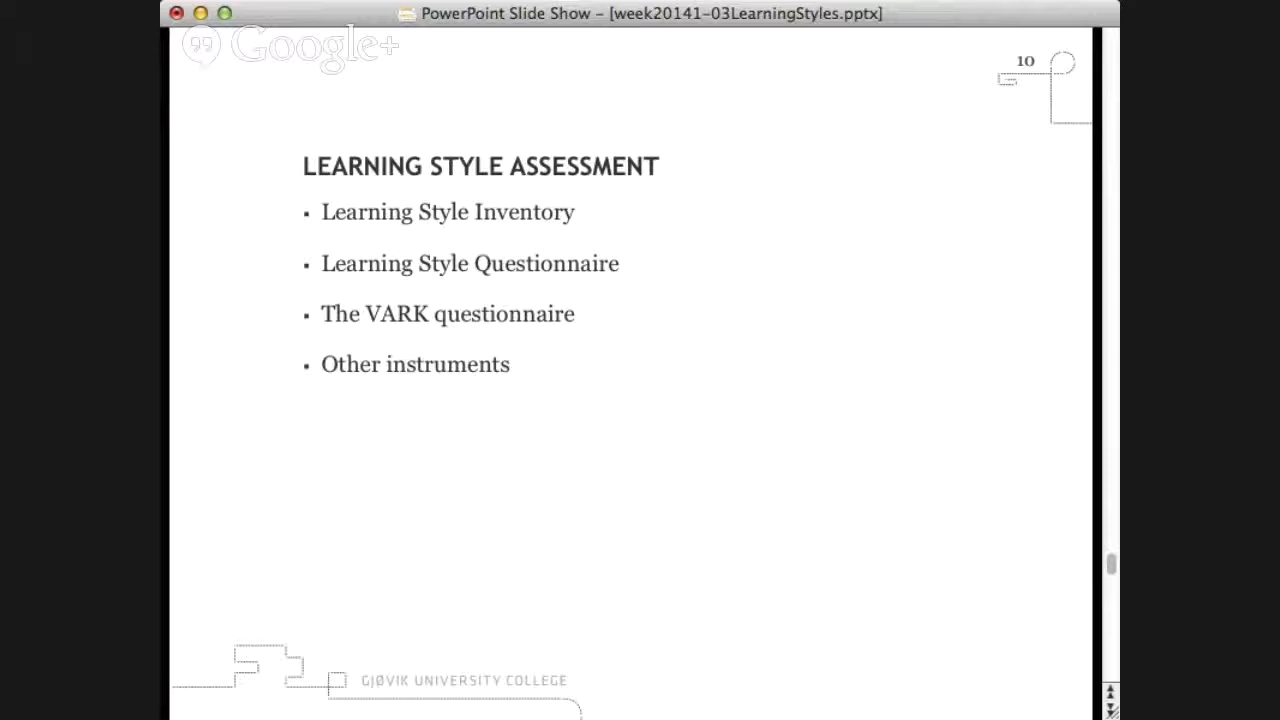 PowerPoint Slide Show – [week20141-03LearningStyles.pptx]
Google+
10
LEARNING STYLE ASSESSMENT
▪ Learning Style Inventory
▪ Learning Style Questionnaire
▪ The VARK questionnaire
▪ Other instruments
GJØVIK UNIVERSITY COLLEGE